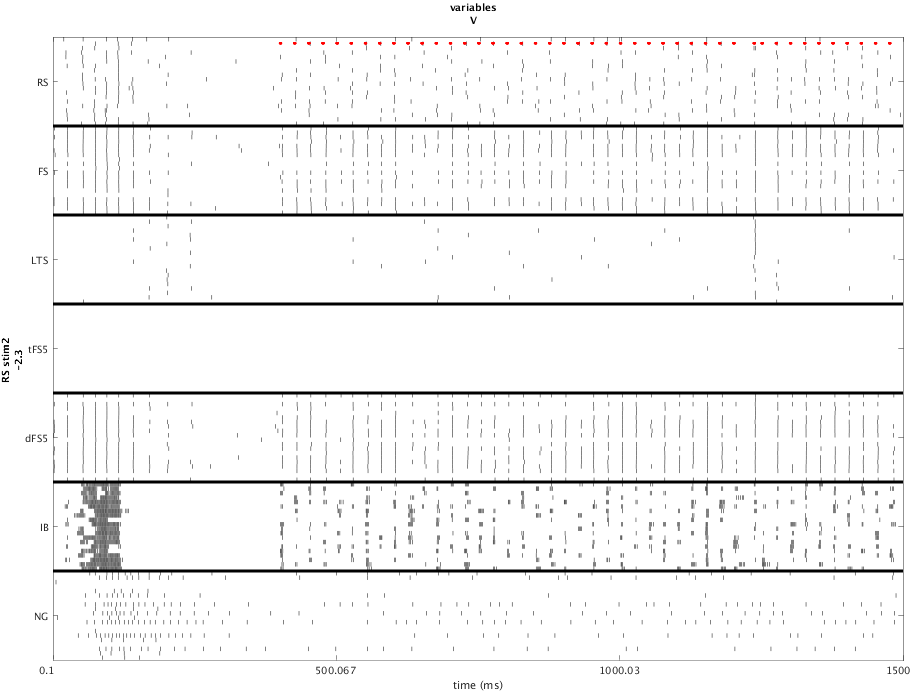 variables
V
RS
FS
LTS
RS stim2
-2.3
tFS5
dFS5
IB
NG
0.1
500.067
1000.03
1500
time (ms)